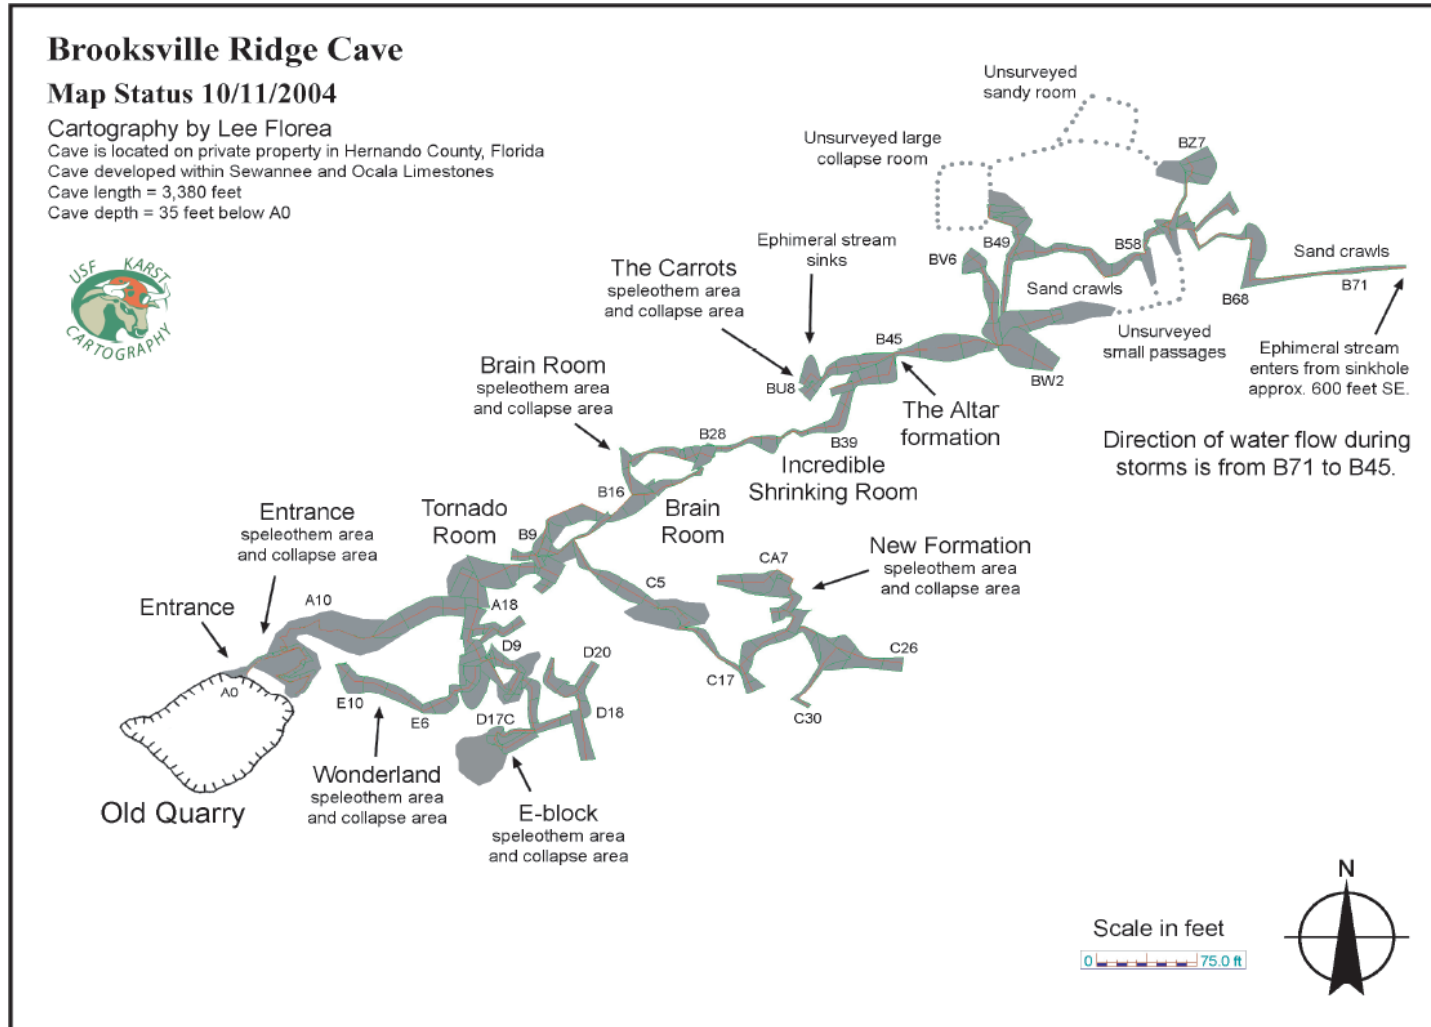 Brooksville Ridge Cave
Map Status 10/11/2004
Cartography by Lee Florea
Cave is located on private property in Hernando County, Florida
Cave developed within Sewannee and Ocala Limestones
Cave length = 3,380 feet
Cave depth = 35 feet below A0
USF KARST
CARTOGRAPHY
Unsurveyed
sandy room
Unsurveyed large
collapse room
BZ7
Ephimeral stream
sinks
B49
B58
BV6
Sand crawls
B71
B68
Sand crawls
Unsurveyed
small passages
Ephimeral stream
enters from sinkhole
approx. 600 feet SE.
The Carrots
speleothem area
and collapse area
B45
BU8
BW2
The Altar
formation
Direction of water flow during
storms is from B71 to B45.
Brain Room
speleothem area
and collapse area
B28
B39
Incredible
Shrinking Room
B16
Brain
Room
Tornado
Room
B9
Entrance
speleothem area
and collapse area
New Formation
speleothem area
and collapse area
CA7
C5
Entrance
A10
A18
D9
D20
C26
C17
C30
A0
E10
E6
D17C
D18
Old Quarry
Wonderland
speleothem area
and collapse area
E-block
speleothem area
and collapse area
N
Scale in feet
0 75.0 ft